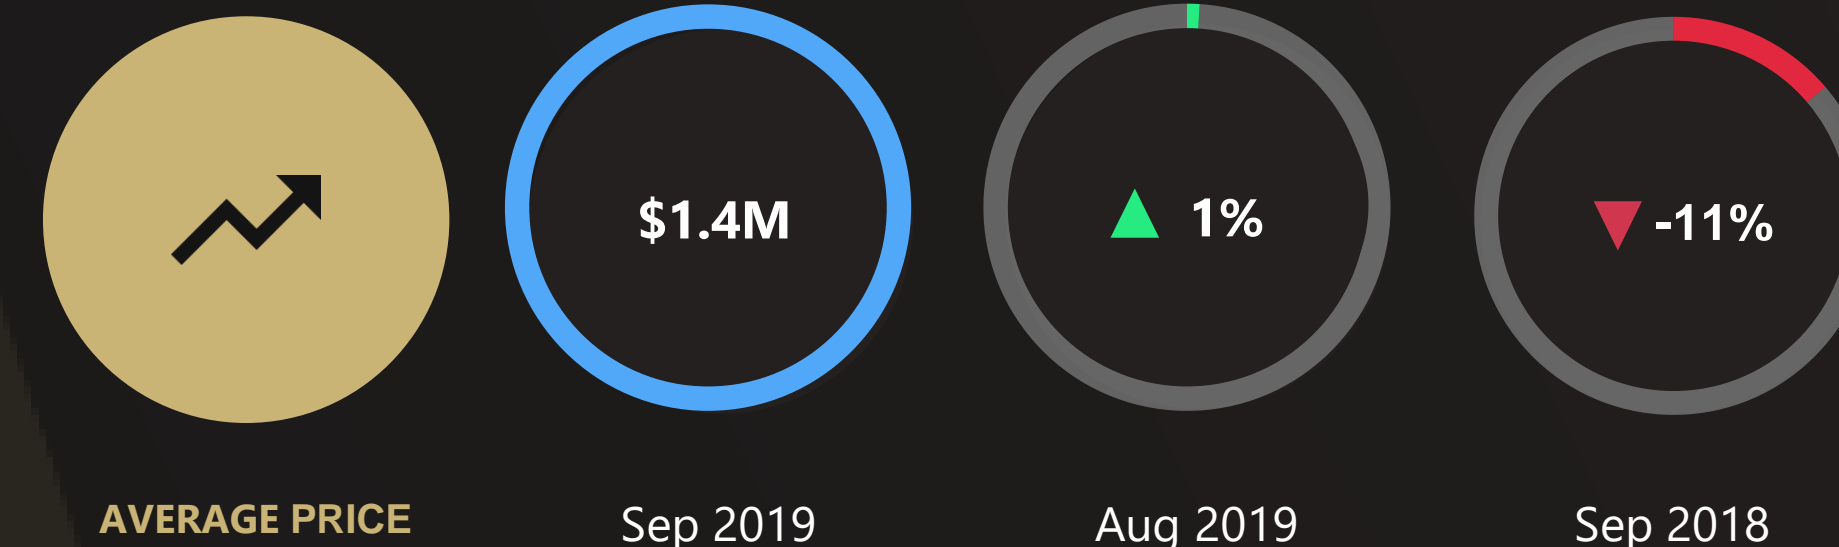 $1.4M
1%
-11%
AVERAGE PRICE
Sep 2019
Aug 2019
Sep 2018